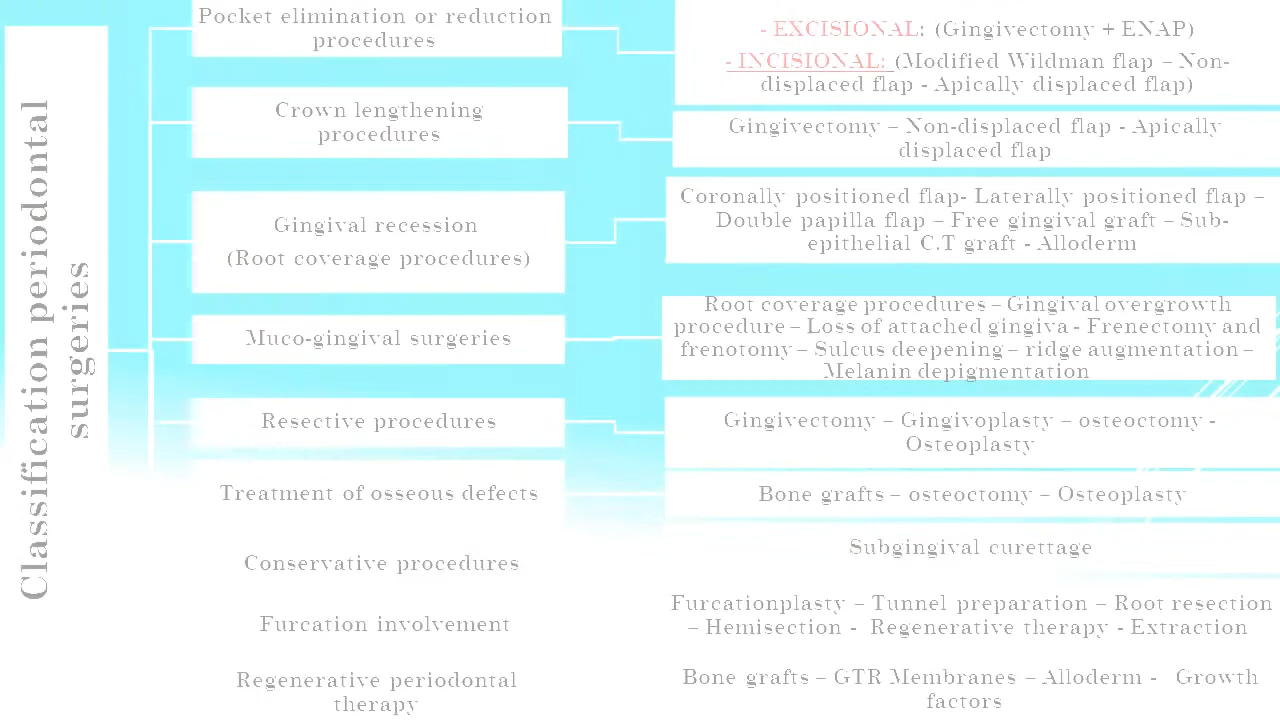 Classification periodontal
surgeries
Pocket elimination or reduction
procedures
- EXCISIONAL: (Gingivectomy + ENAP)
- INCISIONAL: (Modified Wildman flap – Non-
displaced flap - Apically displaced flap)
Crown lengthening
procedures
Gingivectomy – Non-displaced flap - Apically
displaced flap
Gingival recession
(Root coverage procedures)
Coronally positioned flap- Laterally positioned flap –
Double papilla flap – Free gingival graft – Sub-
epithelial C.T graft - Alloderm
Muco-gingival surgeries
Root coverage procedures – Gingival overgrowth
procedure – Loss of attached gingiva - Frenectomy and
frenotomy – Sulcus deepening – ridge augmentation –
Melanin depigmentation
Resective procedures
Gingivectomy – Gingivoplasty – osteoctomy -
Osteoplasty
Treatment of osseous defects
Bone grafts – osteoctomy – Osteoplasty
Conservative procedures
Subgingival curettage
Furcation involvement
Furcationplasty – Tunnel preparation – Root resection
– Hemisection - Regenerative therapy - Extraction
Regenerative periodontal
therapy
Bone grafts – GTR Membranes – Alloderm - Growth
factors